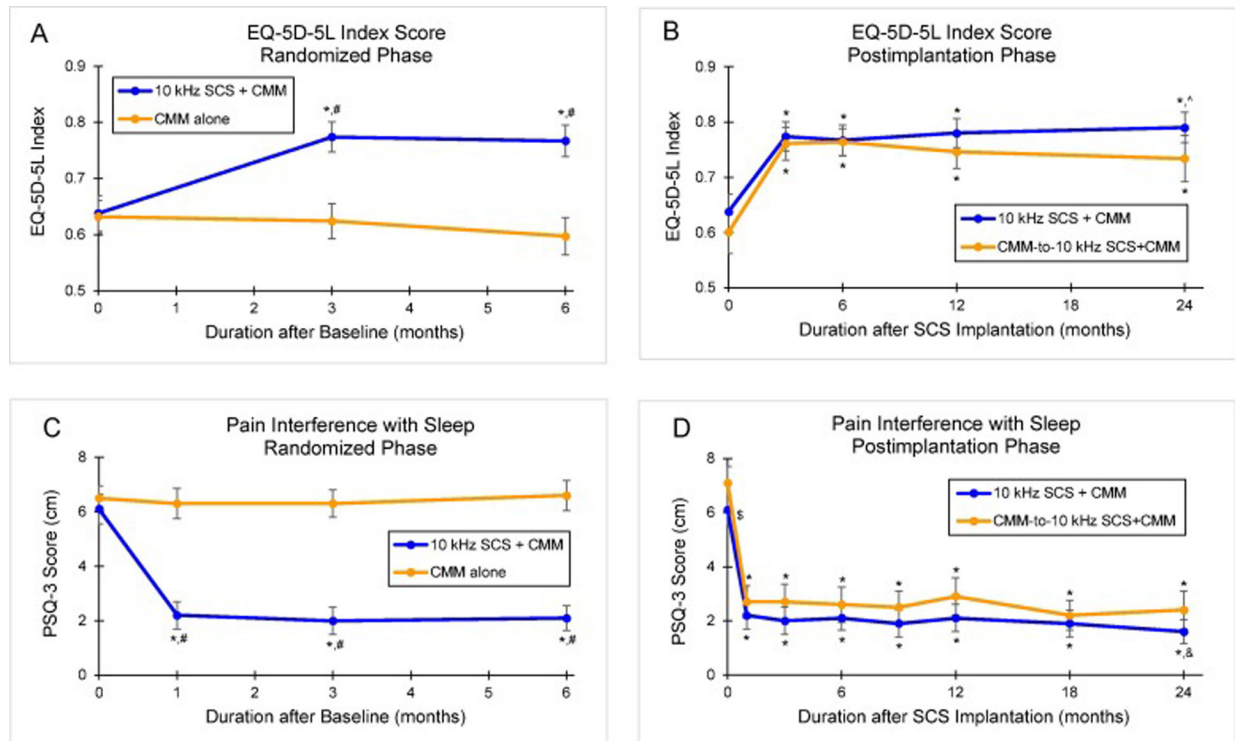 A
EQ-5D-5L Index Score
Randomized Phase
EQ-5D-5L Index
0.9
0.8
0.7
0.6
0.5
10 kHz SCS + CMM
CMM alone
*,#
*,#
0
1
2
3
4
5
6
Duration after Baseline (months)
B
EQ-5D-5L Index Score
Postimplantation Phase
EQ-5D-5L Index
0.9
0.8
0.7
0.6
0.5
*
*
*
*,^
*
*
*
*
10 kHz SCS + CMM
CMM-to-10 kHz SCS+CMM
0
6
12
18
24
Duration after SCS Implantation (months)
C
Pain Interference with Sleep
Randomized Phase
PSQ-3 Score (cm)
8
6
4
2
0
10 kHz SCS + CMM
CMM alone
*,#
*,#
*,#
0
1
2
3
4
5
6
Duration after Baseline (months)
D
Pain Interference with Sleep
Postimplantation Phase
PSQ-3 Score (cm)
8
6
4
2
0
10 kHz SCS + CMM
CMM-to-10 kHz SCS+CMM
$
*
*
*
*
*
*
*
*
*
*
*
*
*
*,&
0
6
12
18
24
Duration after SCS Implantation (months)